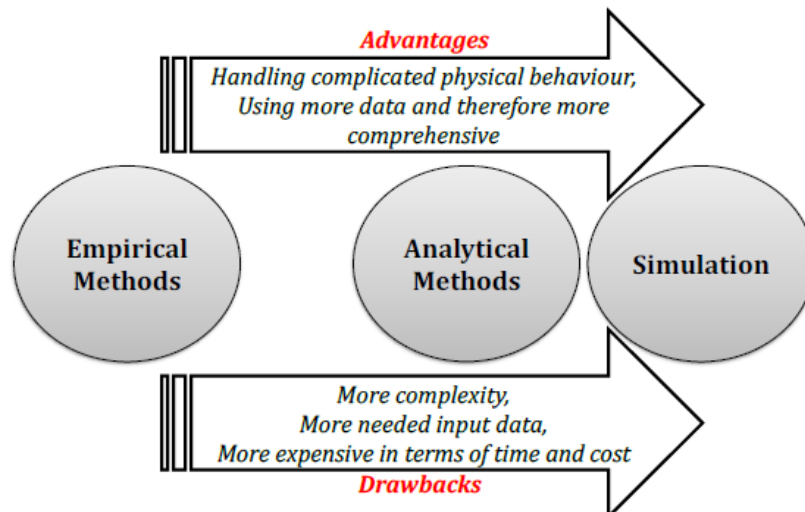 Advantages
Handling complicated physical behaviour,
Using more data and therefore more
comprehensive
Empirical
Methods
Analytical
Methods
Simulation
More complexity,
More needed input data,
More expensive in terms of time and cost
Drawbacks